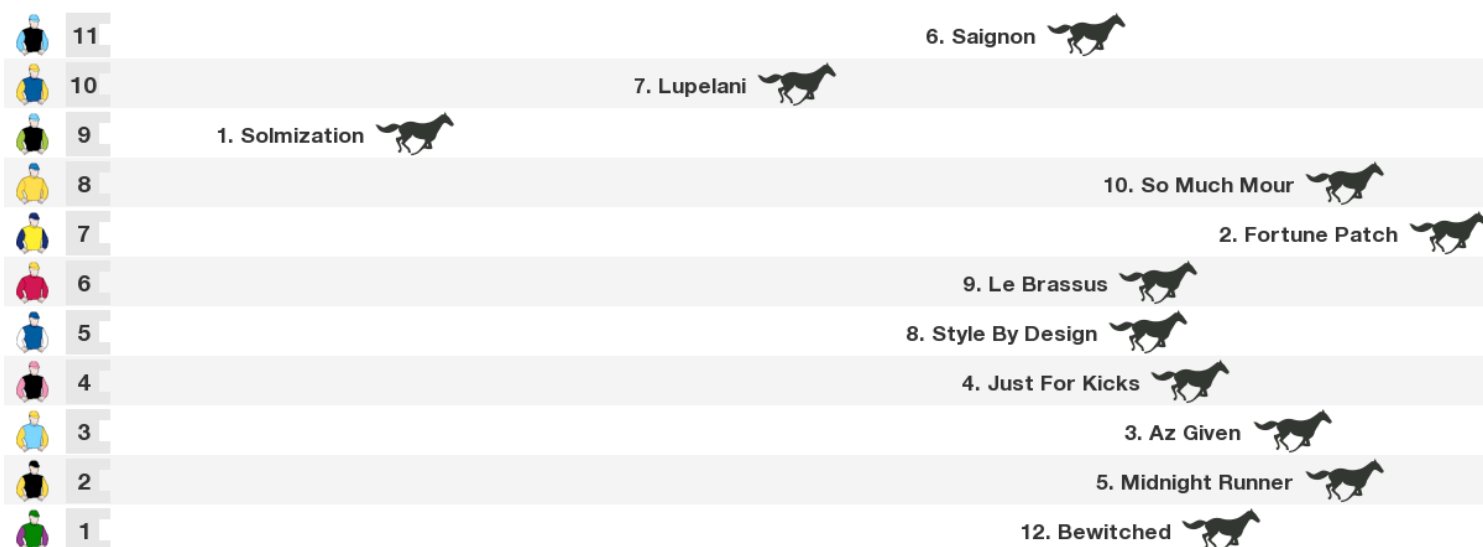 11 6. Saignon
10 7. Lupelani
9 1. Solmization
8 10. So Much Mour
7 2. Fortune Patch
6 9. Le Brassus
5 8. Style By Design
4 4. Just For Kicks
3 3. Az Given
2 5. Midnight Runner
1 12. Bewitched